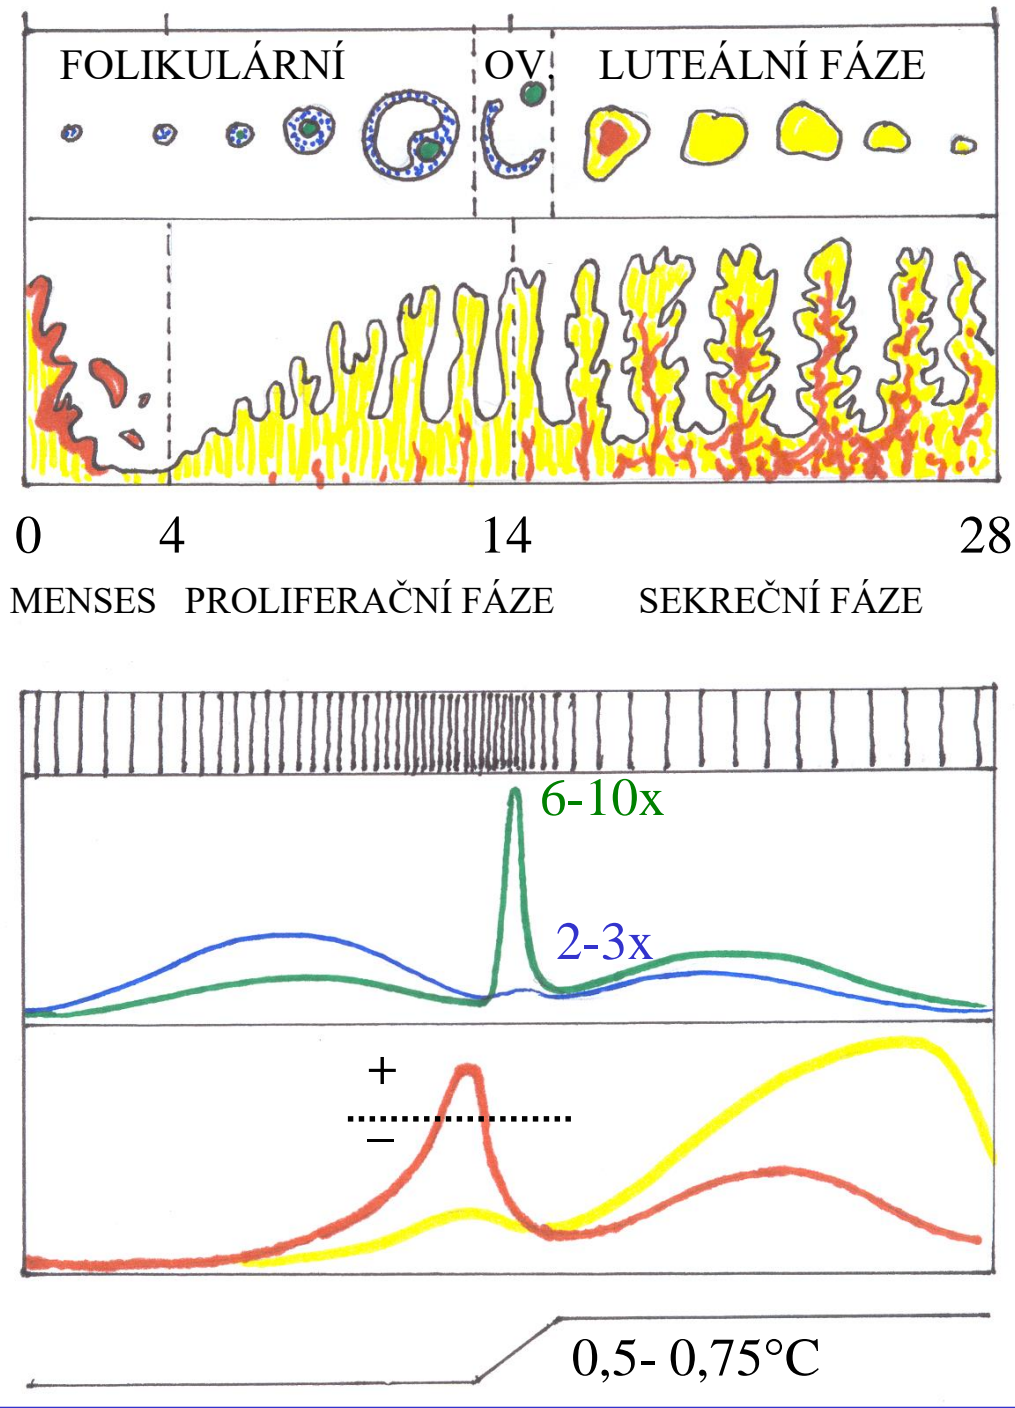 FOLIKULÁRNÍ OV. LUTEÁLNÍ FÁZE
0 4 14 28
MENSES PROLIFERAČNÍ FÁZE SEKREČNÍ FÁZE
6-10x
2-3x
+
–
0,5- 0,75°C